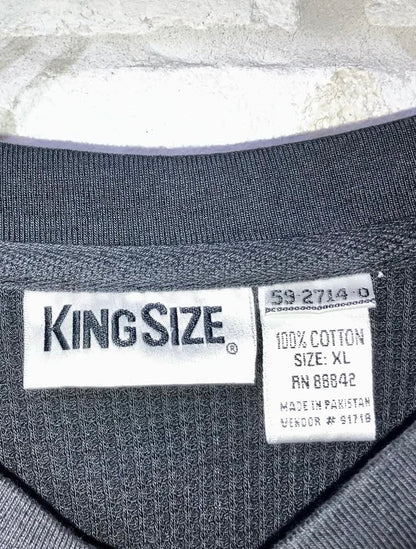 KINGSIZE®
59-2714-0
100% COTTON
SIZE: XL
RN 88842
MADE IN PAKISTAN
VENDOR # 91718